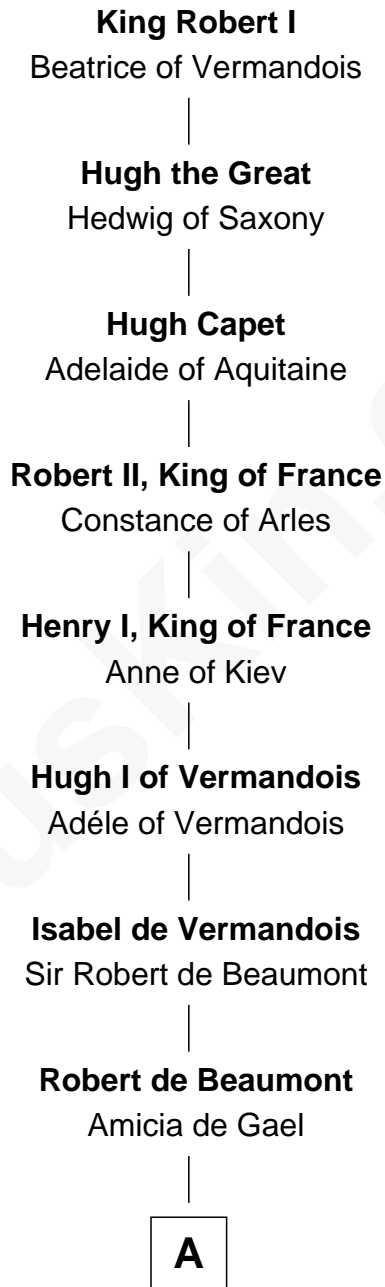 King Robert I
Beatrice of Vermandois
Hugh the Great
Hedwig of Saxony
Hugh Capet
Adelaide of Aquitaine
Robert II, King of France
Constance of Arles
Henry I, King of France
Anne of Kiev
Hugh I of Vermandois
Adéle of Vermandois
Isabel de Vermandois
Sir Robert de Beaumont
Robert de Beaumont
Amicia de Gael
A